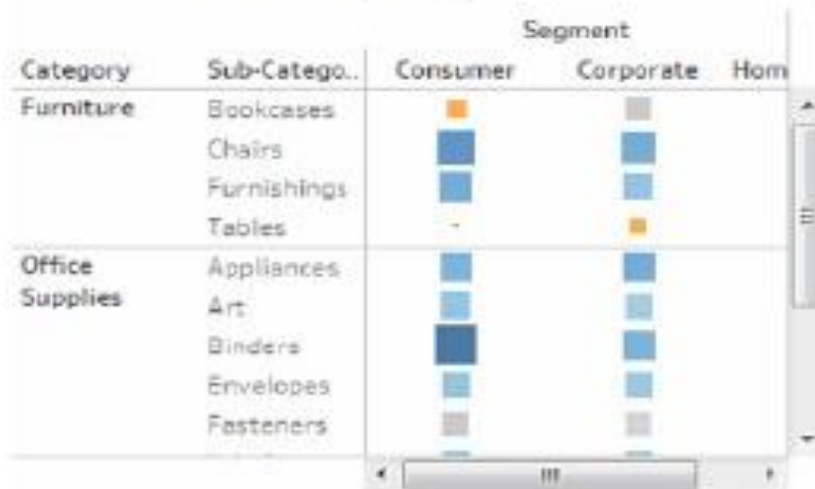 Segment
Category Sub-Catego.. Consumer Corporate Hom
Furniture Bookcases
Chairs
Furnishings
Tables
Office Supplies Appliances
Art
Binders
Envelopes
Fasteners